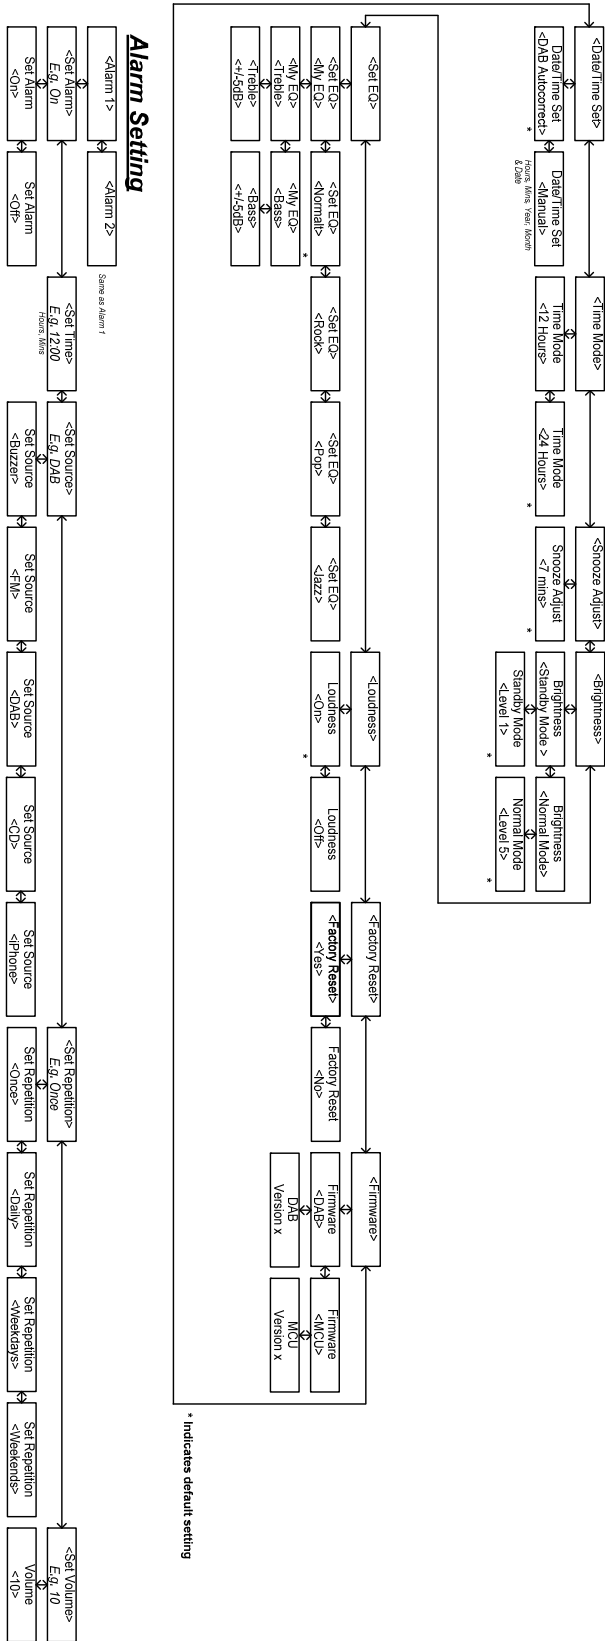 <Date/Time Set>
<Time Mode>
<Snooze Adjust>
<Brightness>
Date/Time Set
<DAB Autocorrect>
*
Date/Time Set
<Manual>
Hours, Mins, Year, Month
& Date
Time Mode
<12 Hours>
Time Mode
<24 Hours>
*
Snooze Adjust
<7 mins>
*
Brightness
<Standby Mode >
Brightness
<Normal Mode>
Standby Mode
<Level 1>
*
Normal Mode
<Level 5>
*
<Set EQ>
<Loudness>
<Factory Reset>
<Firmware>
<Set EQ>
<My EQ>
<Set EQ>
<Normalt>
*
<Set EQ>
<Rock>
<Set EQ>
<Pop>
<Set EQ>
<Jazz>
Loudness
<On>
*
Loudness
<Off>
<Factory Reset>
<Yes>
Factory Reset
<No>
Firmware
<DAB>
Firmware
<MCU>
<My EQ>
<Treble>
<My EQ>
<Bass>
DAB
Version x
MCU
Version x
<Treble>
<+/-5dB>
<Bass>
<+/-5dB>
* Indicates default setting
Alarm Setting
<Alarm 1>
<Alarm 2>
Same as Alarm 1
<Set Alarm>
E.g, On
<Set Time>
E.g. 12:00
Hours, Mins
<Set Source>
E.g, DAB
<Set Repetition>
E.g, Once
<Set Volume>
E.g, 10
Set Alarm
<On>
Set Alarm
<Off>
Set Source
<Buzzer>
Set Source
<FM>
Set Source
<DAB>
Set Source
<CD>
Set Source
<iPhone>
Set Repetition
<Once>
Set Repetition
<Daily>
Set Repetition
<Weekdays>
Set Repetition
<Weekends>
Volume
<10>